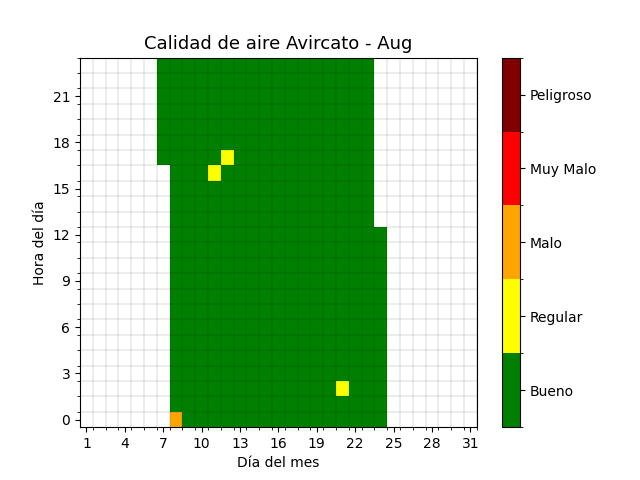 Calidad de aire Avircato - Aug
Hora del día
21
18
15
12
9
6
3
0
1 4 7 10 13 16 19 22 25 28 31
Día del mes
Peligroso
Muy Malo
Malo
Regular
Bueno